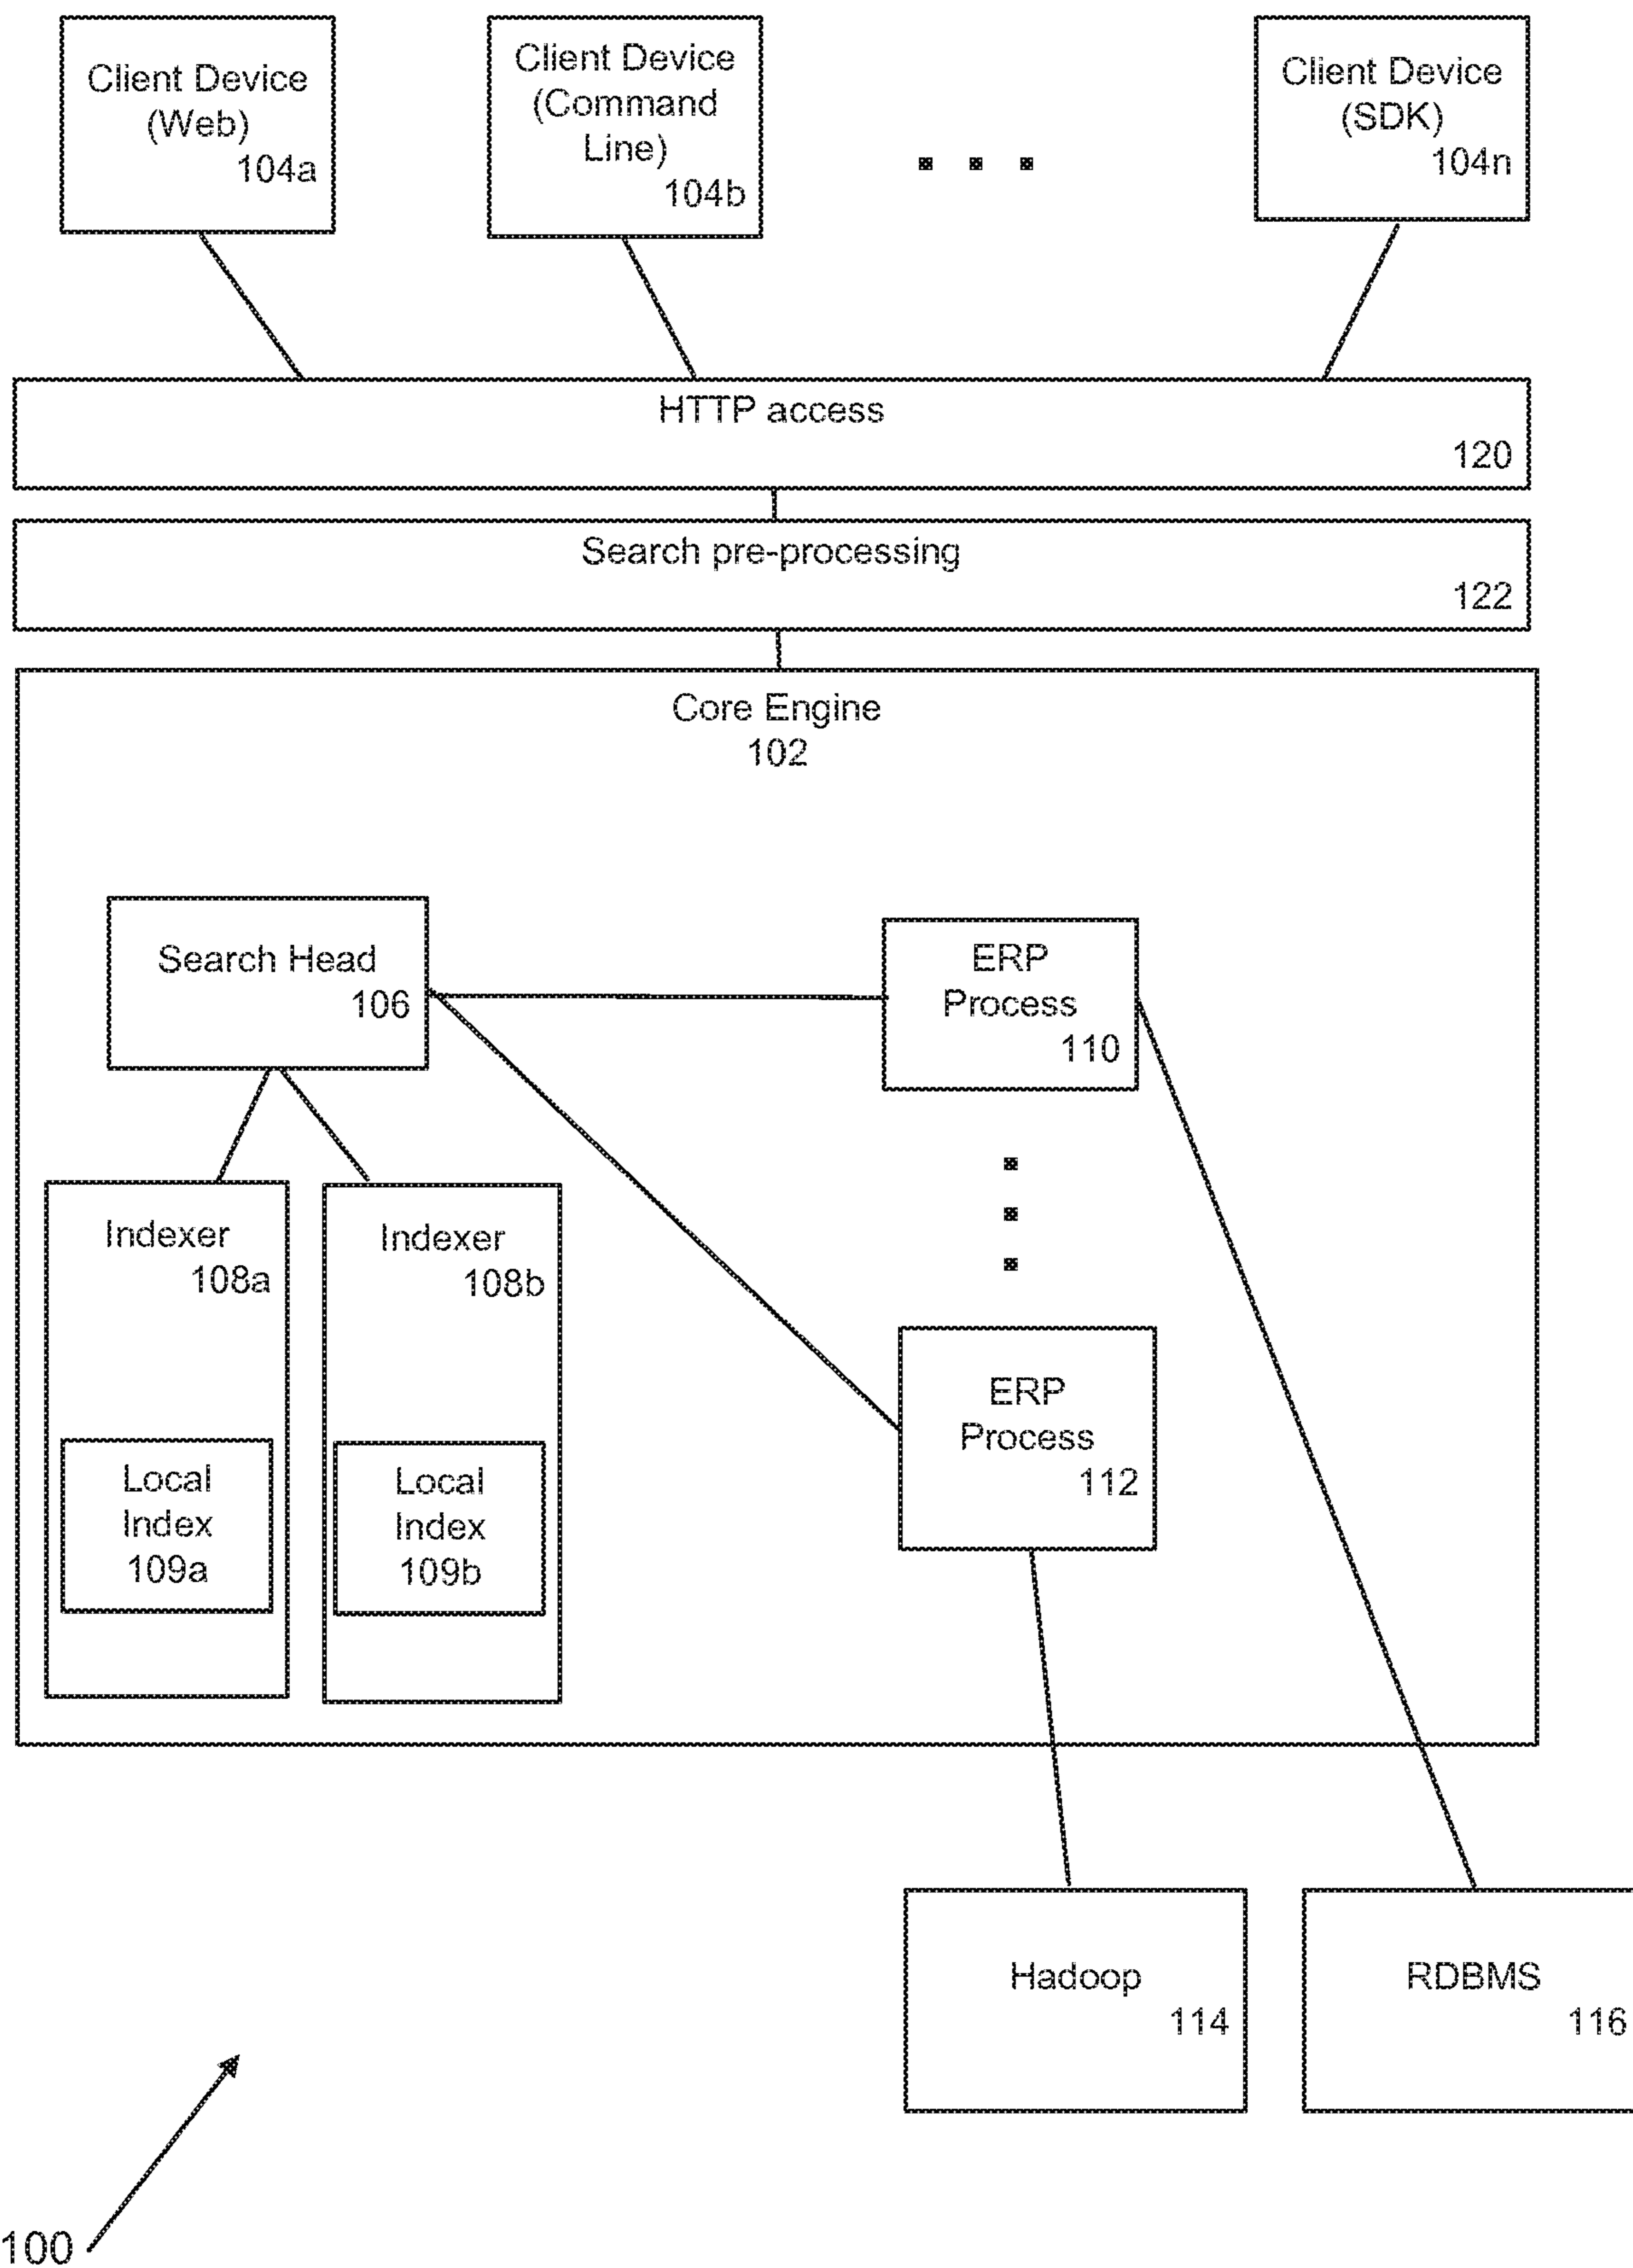 Client Device
(Web)
104a
Client Device
(Command
Line)
104b
Client Device
(SDK)
104n
HTTP access
120
Search pre-processing
122
Core Engine
102
Search Head
106
ERP
Process
110
Indexer
108a
Indexer
108b
Local
Index
109a
Local
Index
109b
ERP
Process
112
Hadoop
114
RDBMS
116
100